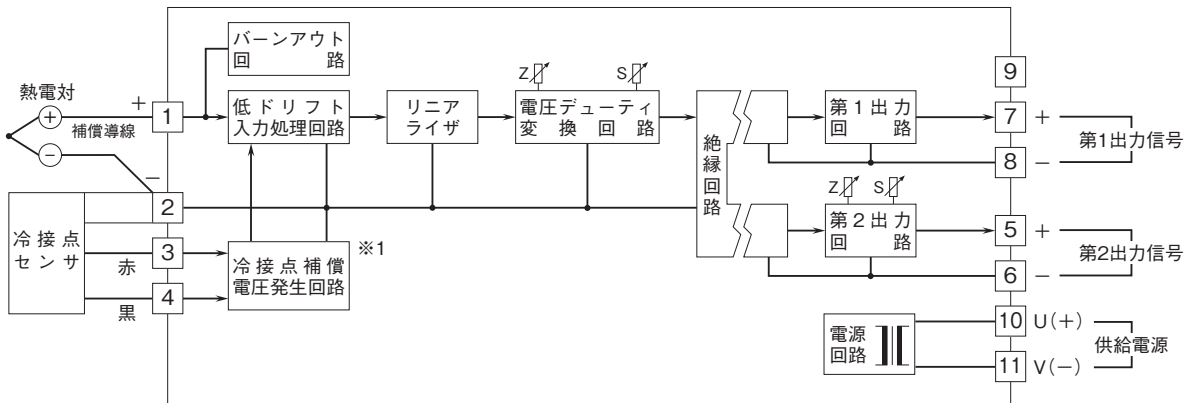 バーンアウト
回路
熱電対
+
+
補償導線
−
−
1
低ドリフト
入力処理回路
リニア
ライザ
Z
S
電圧デューティ
変換回路
絶縁回路
第1出力
回路
9
7
+
8
−
第1出力信号
2
冷接点
センサ
赤
3
黒
4
冷接点補償
電圧発生回路
※1
Z
S
第2出力
回路
5
+
6
−
第2出力信号
電源
回路
10
U(+)
11
V(−)
供給電源